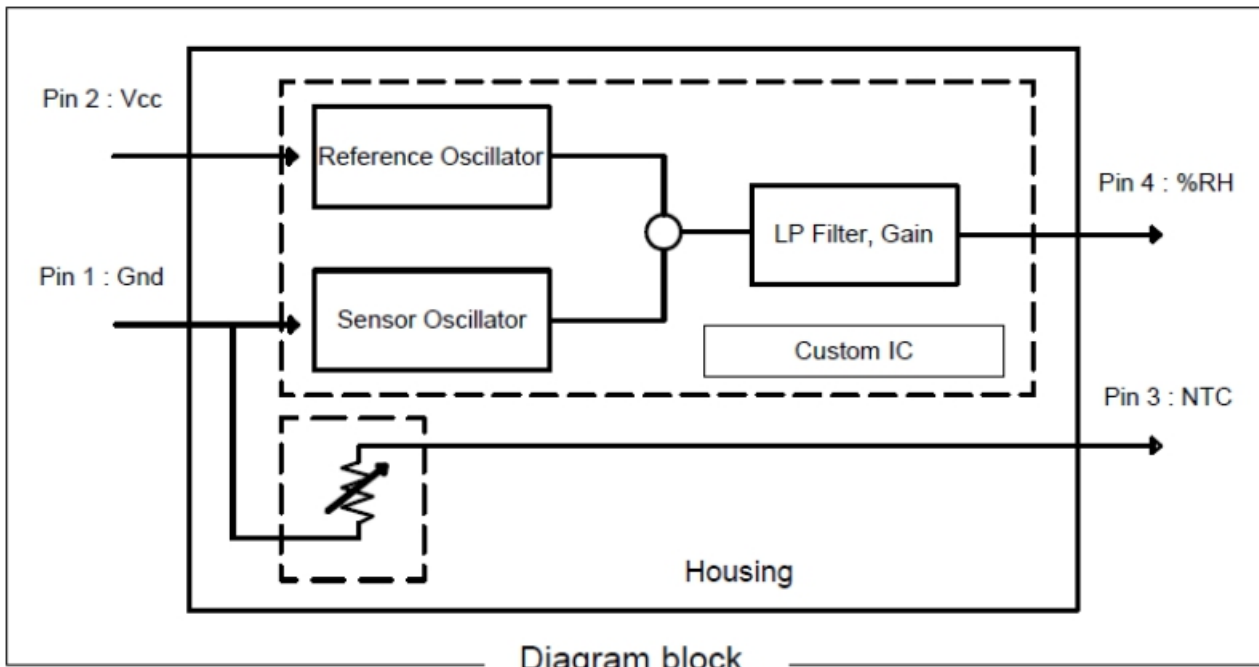 Pin 2 : Vcc
Reference Oscillator
Pin 4 : %RH
LP Filter, Gain
Pin 1 : Gnd
Sensor Oscillator
Custom IC
Pin 3 : NTC
Housing
Diagram block